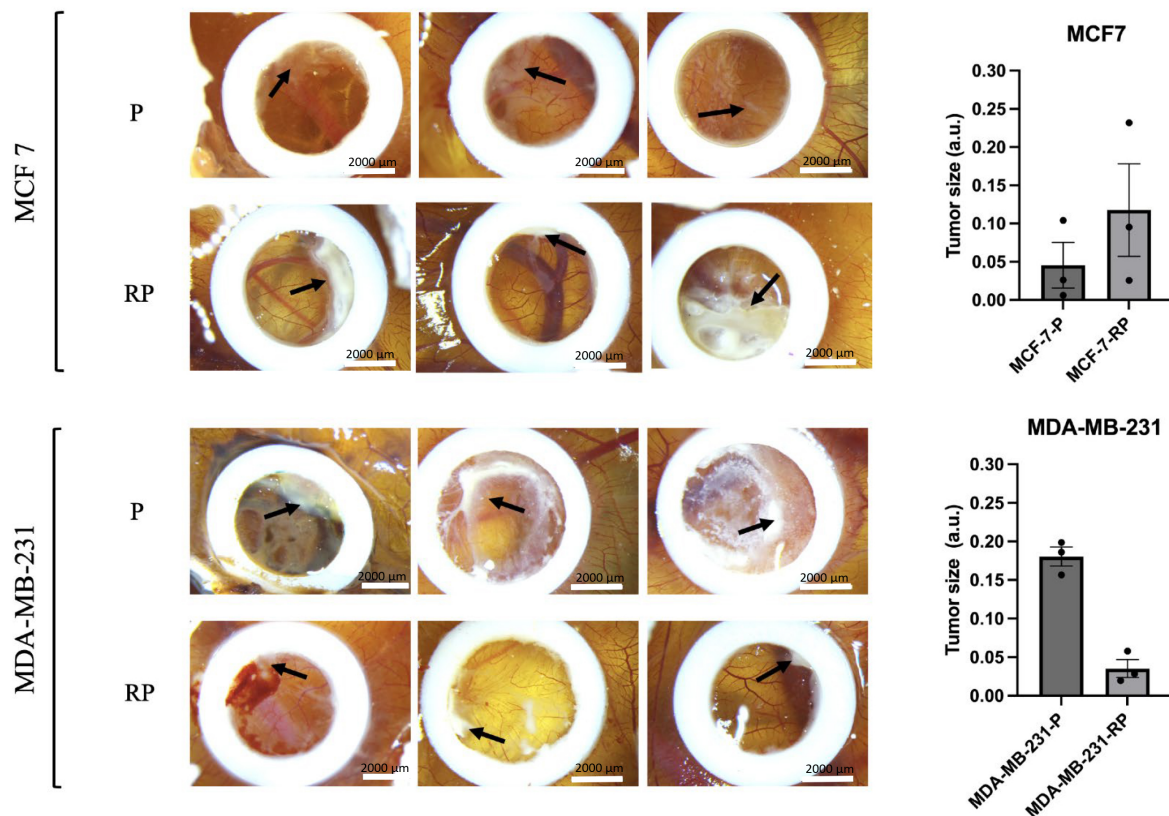 MCF 7
P
2000 µm
2000 µm
2000 µm
RP
2000 µm
2000 µm
2000 µm
MCF7
Tumor size (a.u.)
0.30
0.25
0.20
0.15
0.10
0.05
0.00
MCF-7-P
MCF-7-RP
MDA-MB-231
P
2000 µm
2000 µm
2000 µm
RP
2000 µm
2000 µm
2000 µm
MDA-MB-231
Tumor size (a.u.)
0.30
0.25
0.20
0.15
0.10
0.05
0.00
MDA-MB-231-P
MDA-MB-231-RP